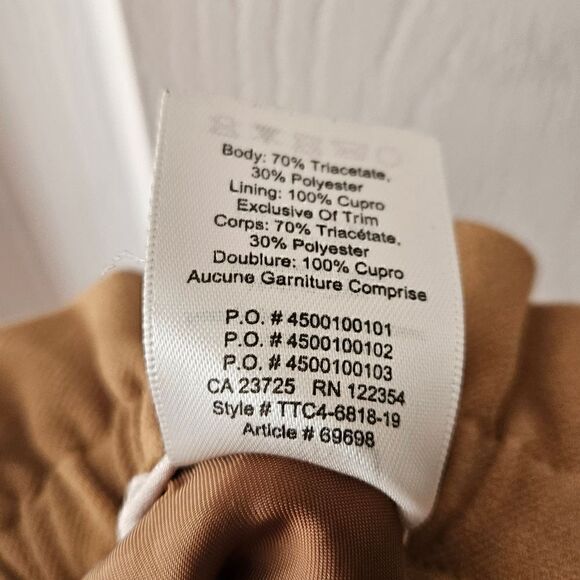 Body: 70% Triacetate,
30% Polyester
Lining: 100% Cupro
Exclusive Of Trim
Corps: 70% Triacétate,
30% Polyester
Doublure: 100% Cupro
Aucune Garniture Comprise
P.O. # 4500100101
P.O. # 4500100102
P.O. # 4500100103
CA 23725 RN 122354
Style # TTC4-6818-19
Article # 69698